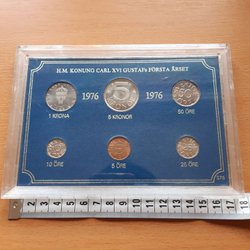 H.M. KONUNG CARL XVI GUSTAFs FÖRSTA ÅRSET
1976 1976
1 KRONA 5 KRONOR 50 ÖRE
10 ÖRE 5 ÖRE 25 ÖRE
1 2 3 4 5 6 7 8 9 10 11 12 13 14 15 16 17 18